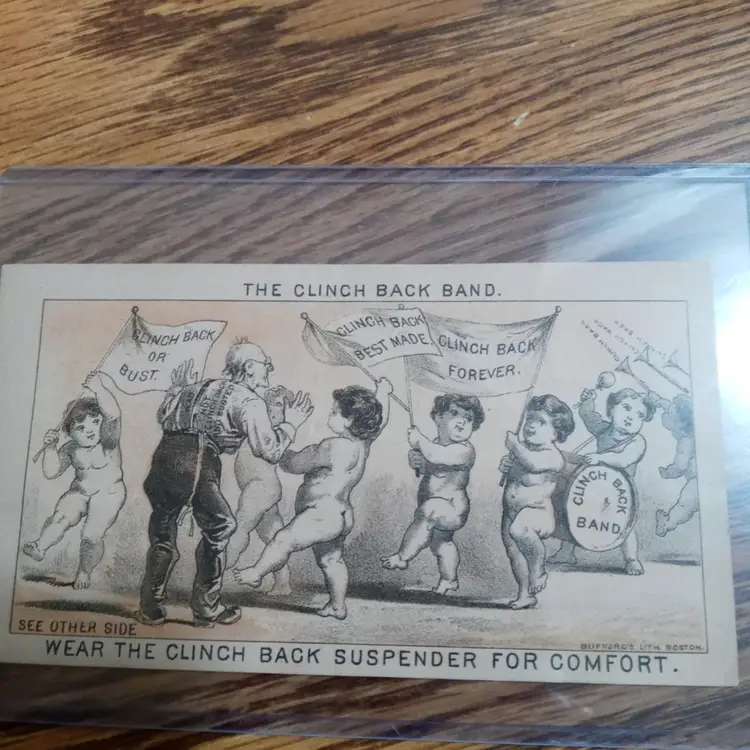 THE CLINCH BACK BAND.
CLINCH BACK
OR
BUST.
CLINCH BACK
BEST MADE
CLINCH BACK
FOREVER.
CLINCH BACK
BAND.
SEE OTHER SIDE
BUFFORD'S LITH. BOSTON.
WEAR THE CLINCH BACK SUSPENDER FOR COMFORT.